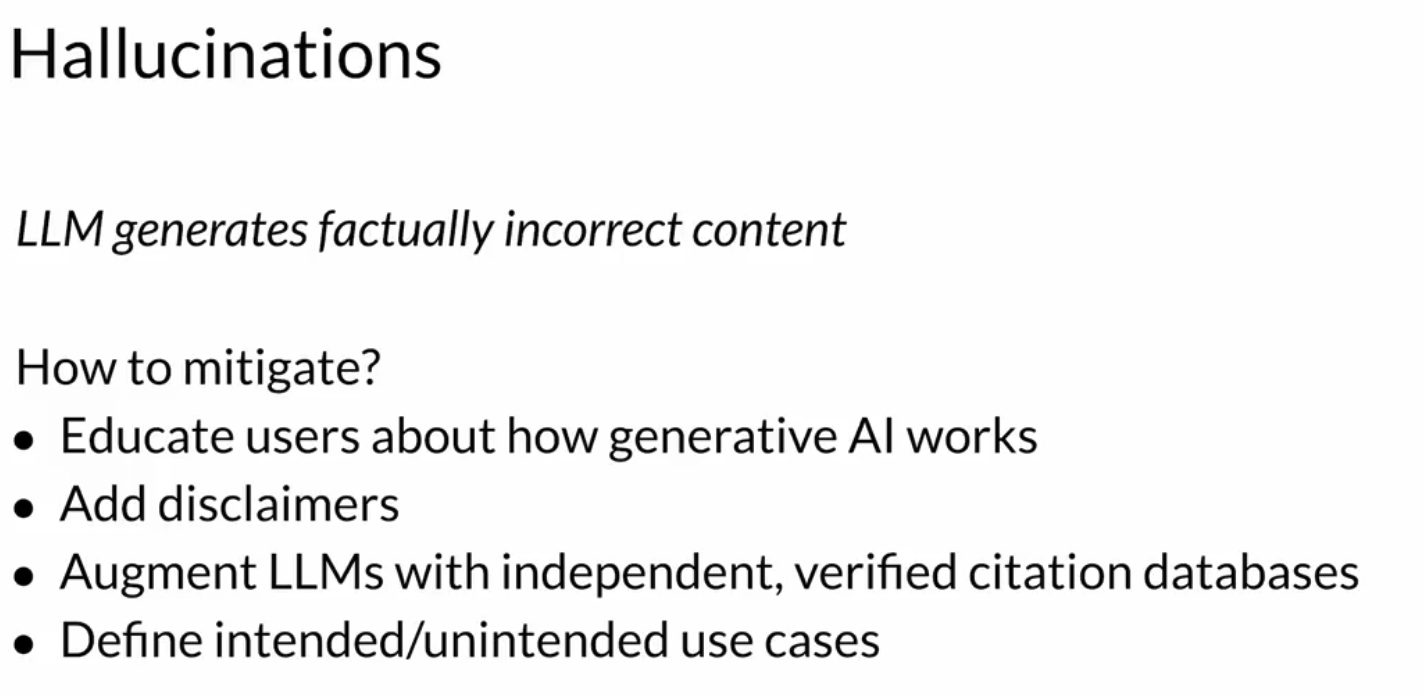 Hallucinations
LLM generates factually incorrect content
How to mitigate?
• Educate users about how generative AI works
• Add disclaimers
• Augment LLMs with independent, verified citation databases
• Define intended/unintended use cases